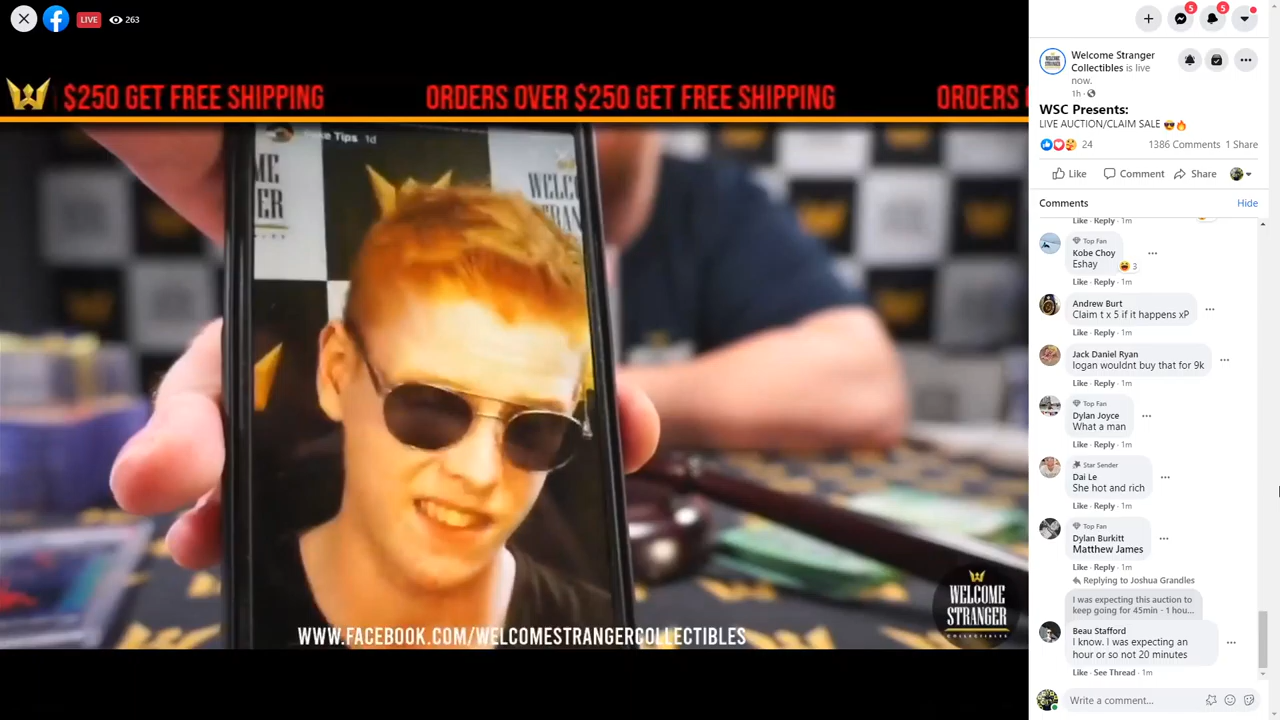 LIVE 263
$250 GET FREE SHIPPING ORDERS OVER $250 GET FREE SHIPPING ORDERS
Tips 1d
WELCOME
STRANGER
COLLECTIBLES
WWW.FACEBOOK.COM/WELCOMESTRANGERCOLLECTIBLES
5 5
Welcome Stranger
Collectibles is live
now.
1h ·
WSC Presents:
LIVE AUCTION/CLAIM SALE 😎🔥
24 1386 Comments 1 Share
Like Comment Share
Comments Hide
Like · Reply · 1m
Top Fan
Kobe Choy
Eshay
3
Like · Reply · 1m
Andrew Burt
Claim t x 5 if it happens xP
Like · Reply · 1m
Jack Daniel Ryan
logan wouldnt buy that for 9k
Like · Reply · 1m
Top Fan
Dylan Joyce
What a man
Like · Reply · 1m
Star Sender
Dai Le
She hot and rich
Like · Reply · 1m
Top Fan
Dylan Burkitt
Matthew James
Like · Reply · 1m
Replying to Joshua Grandles
I was expecting this auction to
keep going for 45min - 1 hou...
Beau Stafford
I know. I was expecting an
hour or so not 20 minutes
Like · See Thread · 1m
Write a comment...